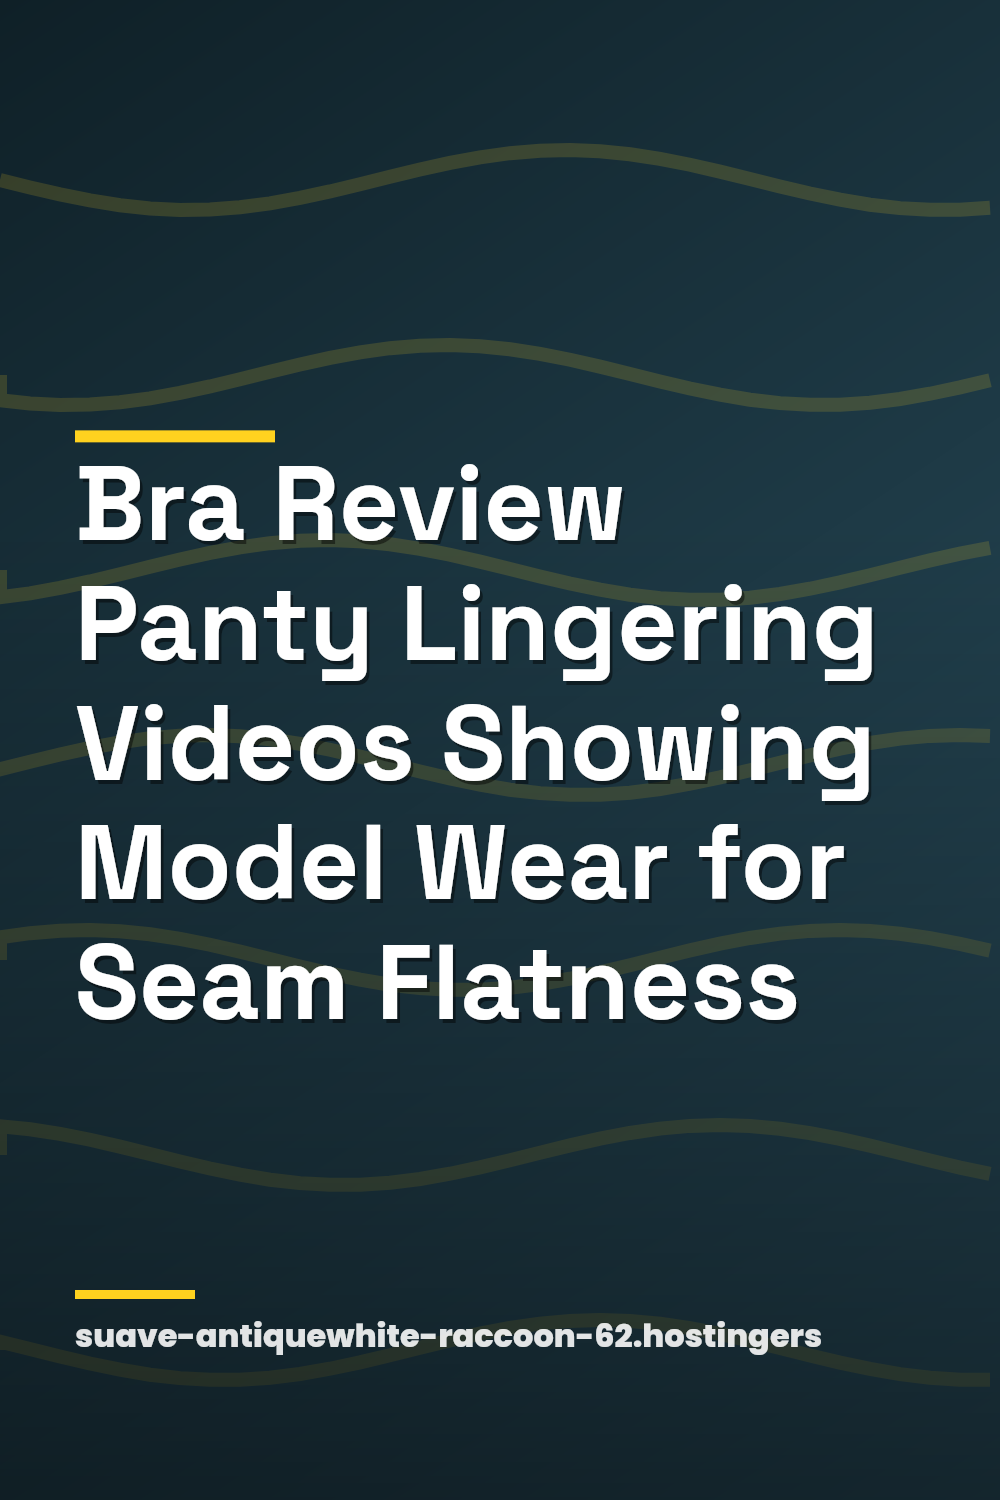 Bra Review
Panty Lingering
Videos Showing
Model Wear for
Seam Flatness
suave-antiquewhite-raccoon-62.hostingers